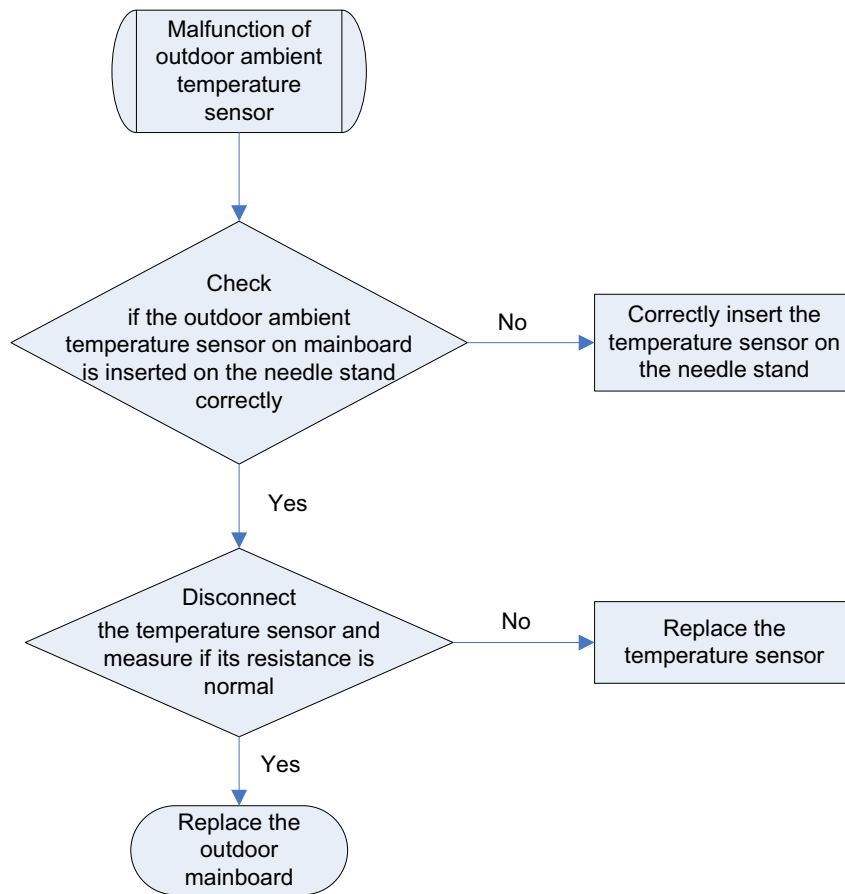 Malfunction of
outdoor ambient
temperature
sensor
Check
if the outdoor ambient
temperature sensor on mainboard
is inserted on the needle stand
correctly
No
Correctly insert the
temperature sensor on
the needle stand
Yes
Disconnect
the temperature sensor and
measure if its resistance is
normal
No
Replace the
temperature sensor
Yes
Replace the
outdoor
mainboard